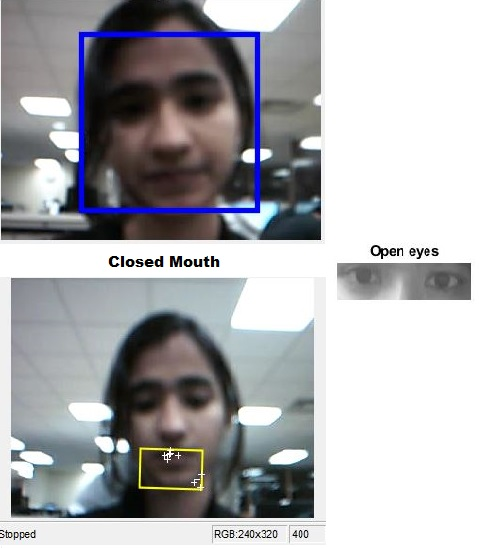 Closed Mouth
Open eyes
Stopped
RGB:240x320
400